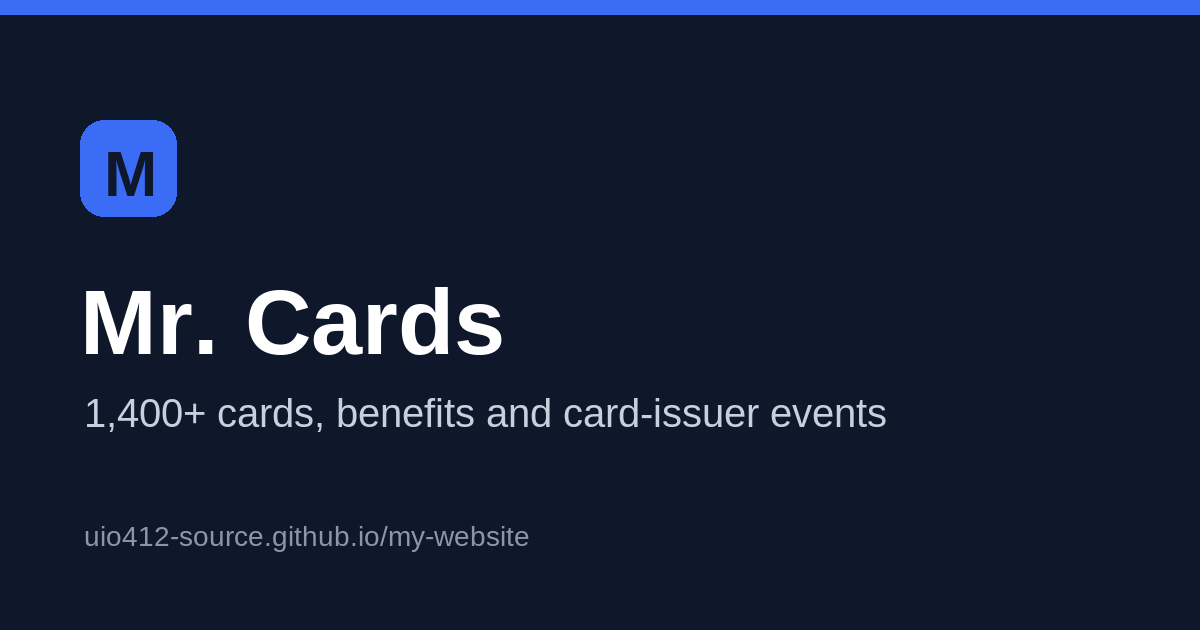 M
Mr. Cards
1,400+ cards, benefits and card-issuer events
uio412-source.github.io/my-website